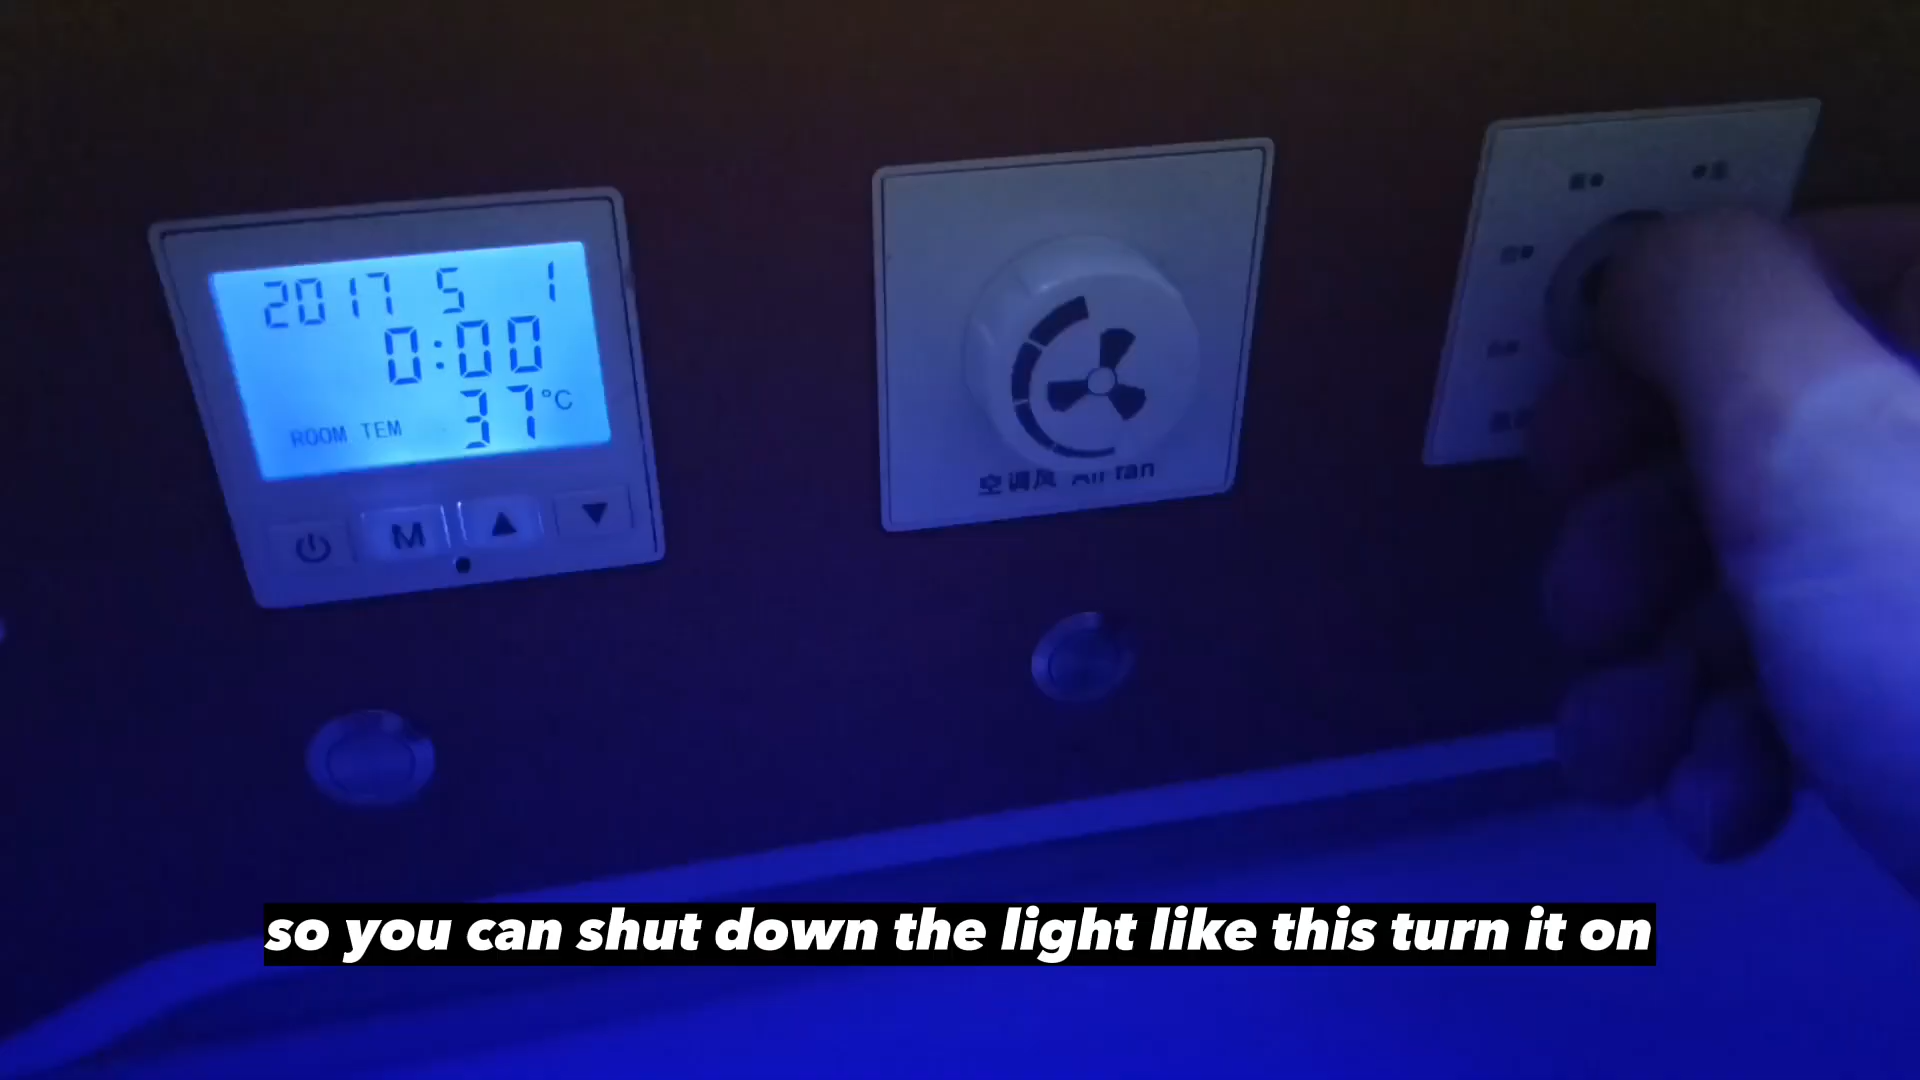 2017 5 1
0:00
ROOM TEM 37°C
M
空调风 Air fan
so you can shut down the light like this turn it on